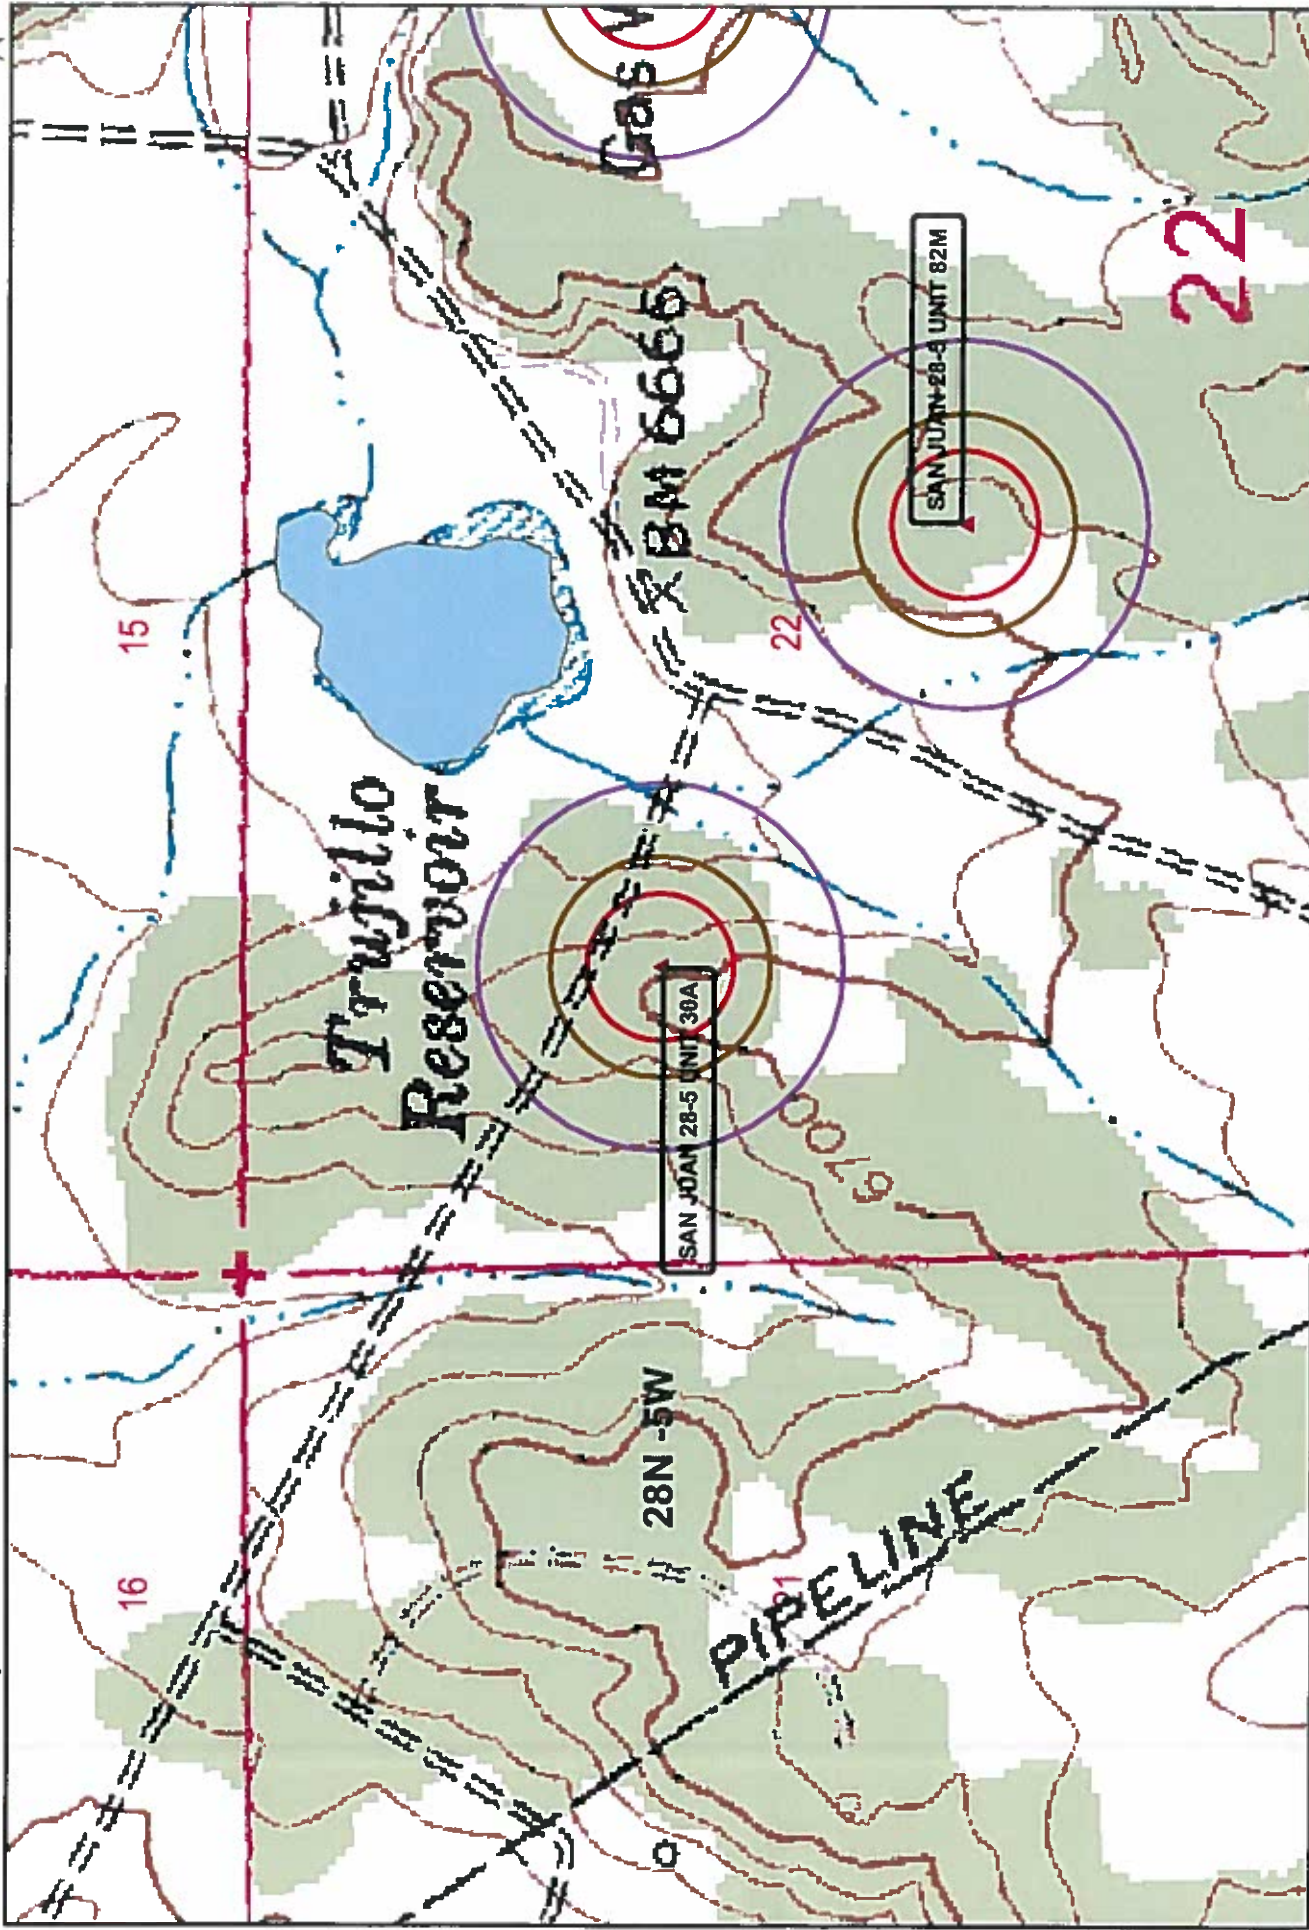 16
15
Trujillo
Reservoir
28N -5W
SAN JUAN 28-5 UNIT 30A
BM 6666
Gas W
21
22
6700
PIPELINE
SAN JUAN 28-5 UNIT 82M
22